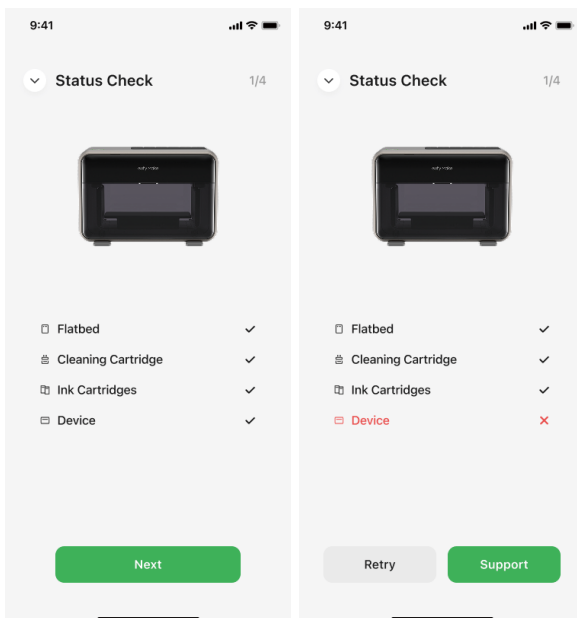 9:41
Status Check 1/4
Flatbed
Cleaning Cartridge
Ink Cartridges
Device
Next
9:41
Status Check 1/4
Flatbed
Cleaning Cartridge
Ink Cartridges
Device
Retry Support